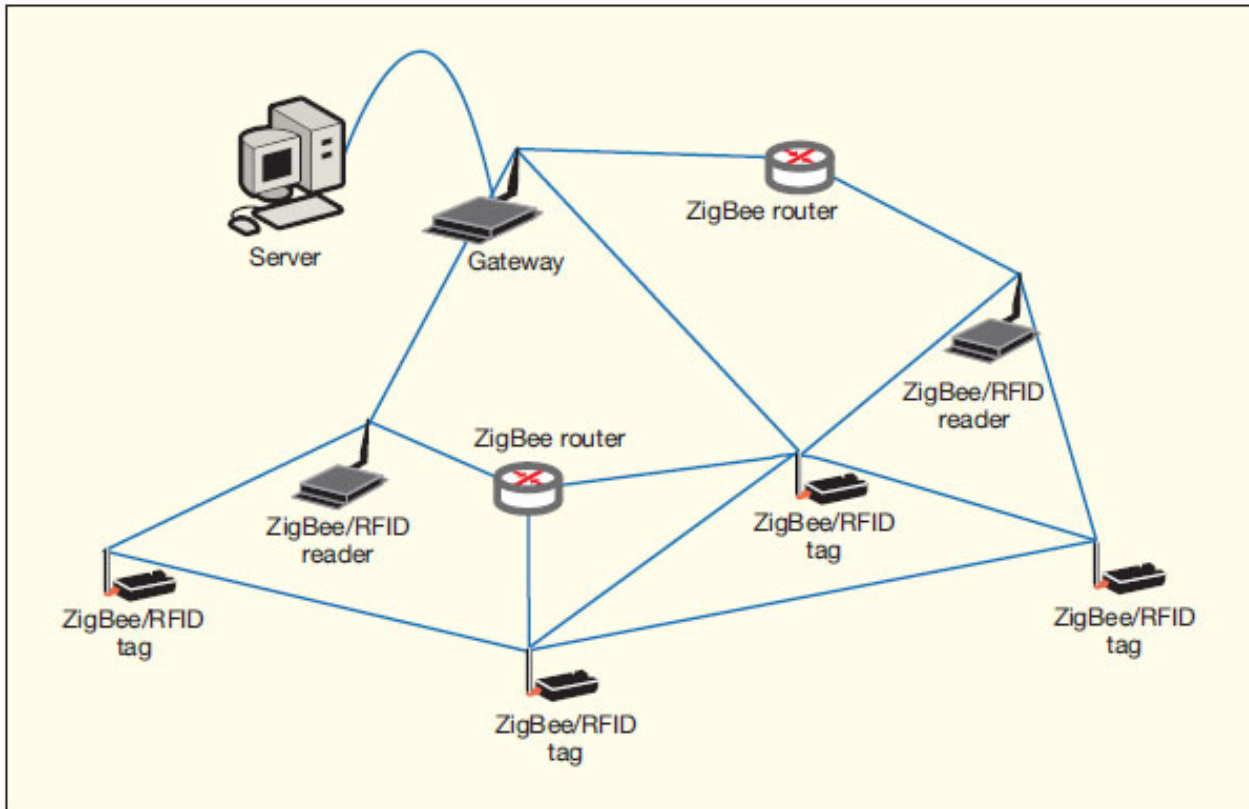 ZigBee router
Server
Gateway
ZigBee/RFID
reader
ZigBee router
ZigBee/RFID
reader
ZigBee/RFID
tag
ZigBee/RFID
tag
ZigBee/RFID
tag
ZigBee/RFID
tag